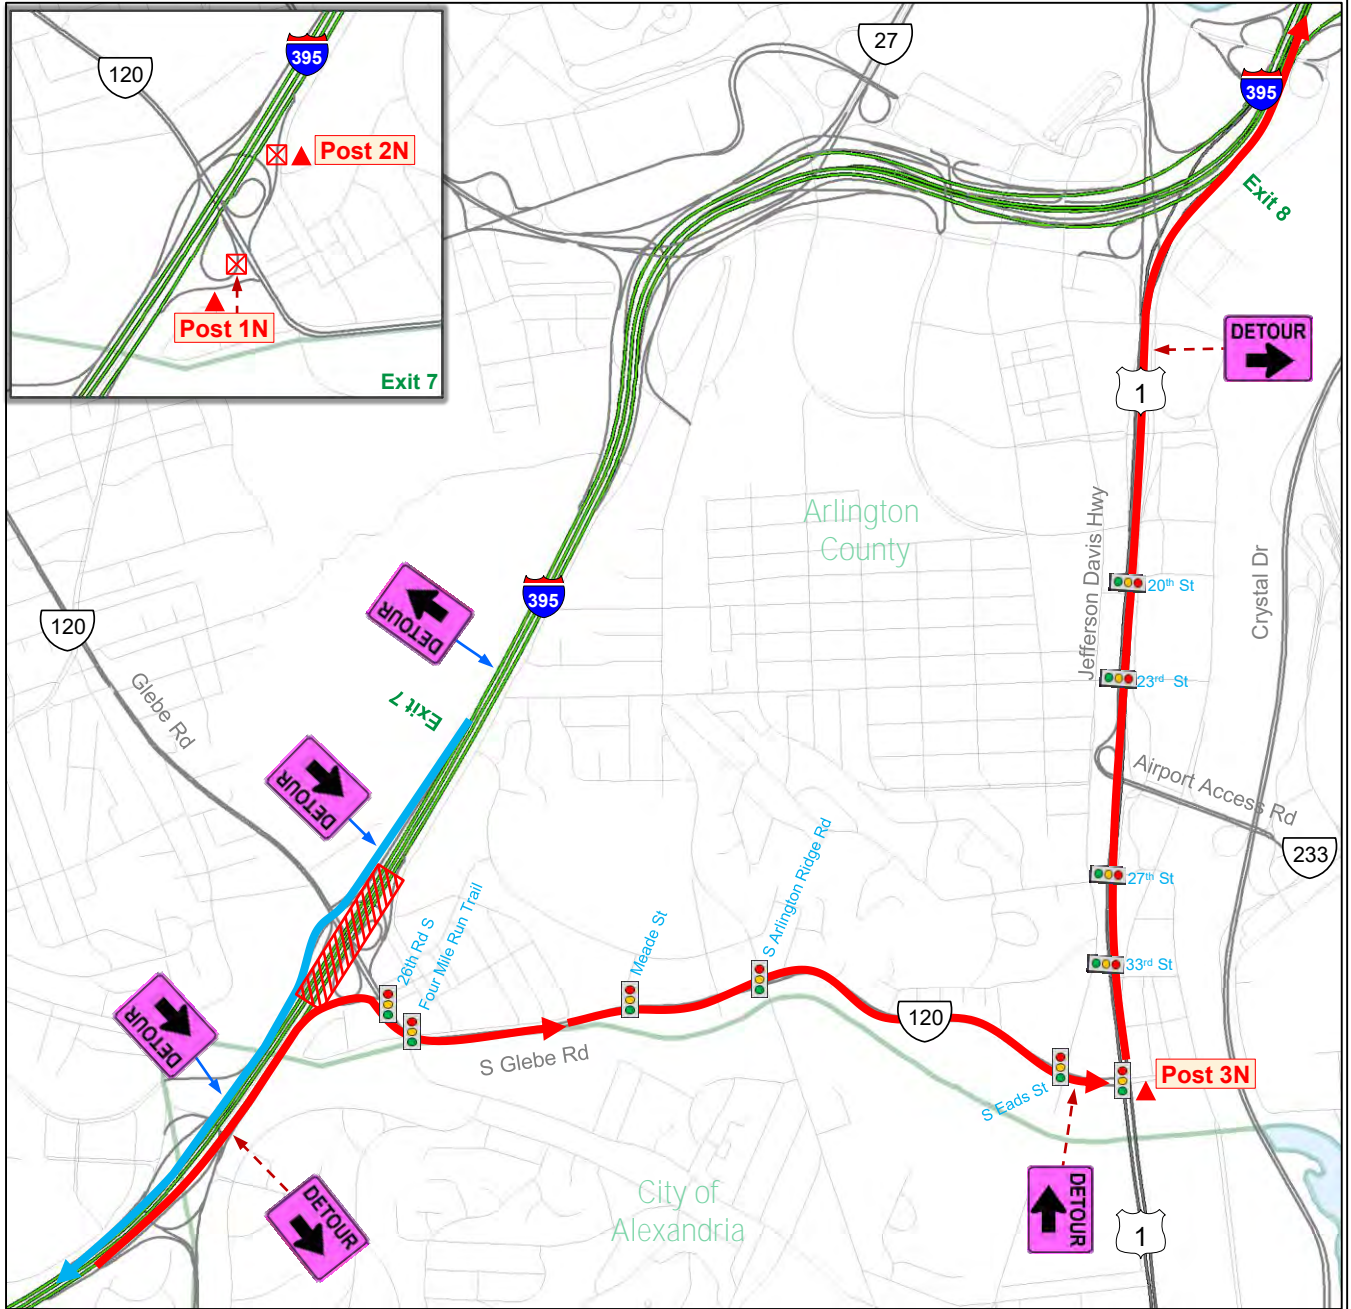 120
395
Post 2N
Post 1N
Exit 7
27
395
Exit 8
DETOUR
1
Arlington
County
Jefferson Davis Hwy
Crystal Dr
20th St
23rd St
Airport Access Rd
233
27th St
33rd St
395
DETOUR
Exit 7
120
Glebe Rd
DETOUR
26th Rd S
Four Mile Run Trail
Meade St
S Arlington Ridge Rd
DETOUR
S Glebe Rd
120
S Eads St
Post 3N
DETOUR
DETOUR
City of
Alexandria
1